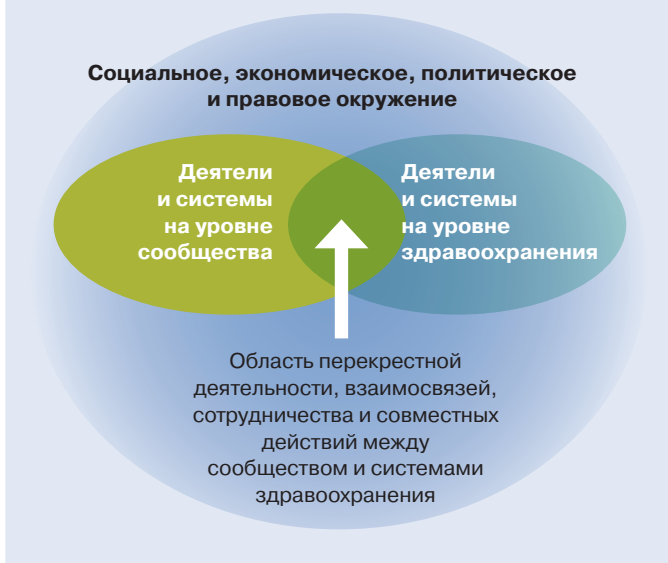 Социальное, экономическое, политическое
и правовое окружение
Деятели
и системы
на уровне
сообщества
Деятели
и системы
на уровне
здравоохранения
Область перекрестной
деятельности, взаимосвязей,
сотрудничества и совместных
действий между
сообществом и системами
здравоохранения